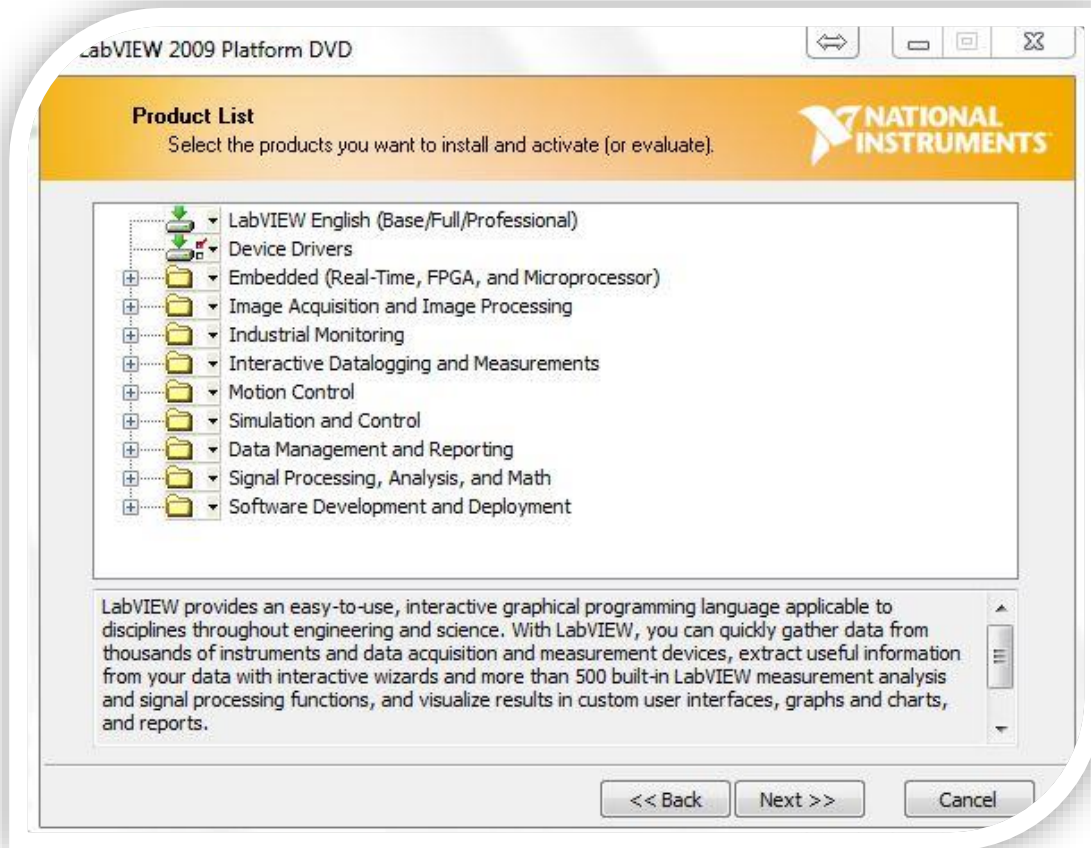 LabVIEW 2009 Platform DVD
Product List
Select the products you want to install and activate (or evaluate).
NATIONAL
INSTRUMENTS
LabVIEW English (Base/Full/Professional)
Device Drivers
Embedded (Real-Time, FPGA, and Microprocessor)
Image Acquisition and Image Processing
Industrial Monitoring
Interactive Datalogging and Measurements
Motion Control
Simulation and Control
Data Management and Reporting
Signal Processing, Analysis, and Math
Software Development and Deployment
LabVIEW provides an easy-to-use, interactive graphical programming language applicable to
disciplines throughout engineering and science. With LabVIEW, you can quickly gather data from
thousands of instruments and data acquisition and measurement devices, extract useful information
from your data with interactive wizards and more than 500 built-in LabVIEW measurement analysis
and signal processing functions, and visualize results in custom user interfaces, graphs and charts,
and reports.
<< Back Next >> Cancel